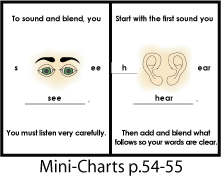 To sound and blend, you
s ee
see .
You must listen very carefully.
Start with the first sound you
h ear
hear .
Then add and blend what
follows so your words are clear.
Mini-Charts p.54-55